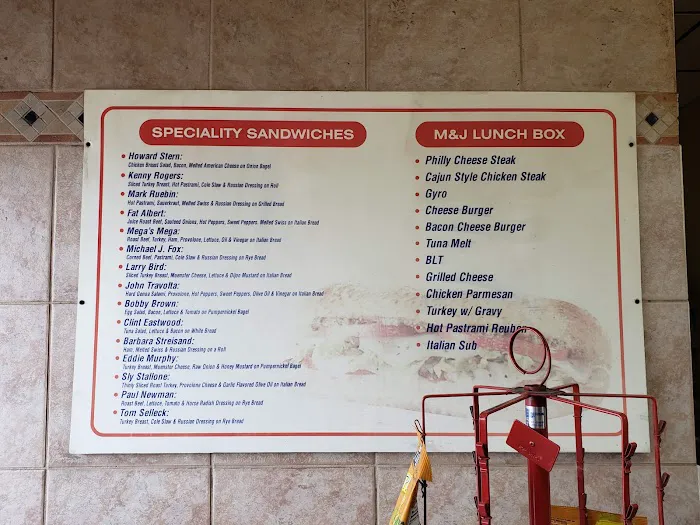 SPECIALITY SANDWICHES
Howard Stern:
Chicken Breast Salad, Bacon, Melted American Cheese on Onion Bagel
Kenny Rogers:
Sliced Turkey Breast, Hot Pastrami, Cole Slaw & Russian Dressing on Roll
Mark Ruebin:
Hot Pastrami, Sauerkraut, Melted Swiss & Russian Dressing on Grilled Bread
Fat Albert:
Juice Roast Beef, Sauteed Onions, Hot Peppers, Sweet Peppers, Melted Swiss on Italian Bread
Mega's Mega:
Roast Beef, Turkey, Ham, Provolone, Lettuce, Oil & Vinegar on Italian Bread
Michael J. Fox:
Corned Beef, Pastrami, Cole Slaw & Russian Dressing on Rye Bread
Larry Bird:
Sliced Turkey Breast, Muenster Cheese, Lettuce & Dijon Mustard on Italian Bread
John Travolta:
Hard Genoa Salami, Provolone, Hot Peppers, Sweet Peppers, Olive Oil & Vinegar on Italian Bread
Bobby Brown:
Egg Salad, Bacon, Lettuce & Tomato on Pumpernickel Bagel
Clint Eastwood:
Tuna Salad, Lettuce & Bacon on White Bread
Barbara Streisand:
Ham, Melted Swiss & Russian Dressing on a Roll
Eddie Murphy:
Turkey Breast, Muenster Cheese, Raw Onion & Honey Mustard on Pumpernickel Bagel
Sly Stallone:
Thinly Sliced Roast Turkey, Provolone Cheese & Garlic Flavored Olive Oil on Italian Bread
Paul Newman:
Roast Beef, Lettuce, Tomato & Horse Radish Dressing on Rye Bread
Tom Selleck:
Turkey Breast, Cole Slaw & Russian Dressing on Rye Bread
M&J LUNCH BOX
Philly Cheese Steak
Cajun Style Chicken Steak
Gyro
Cheese Burger
Bacon Cheese Burger
Tuna Melt
BLT
Grilled Cheese
Chicken Parmesan
Turkey w/ Gravy
Hot Pastrami Reuben
Italian Sub